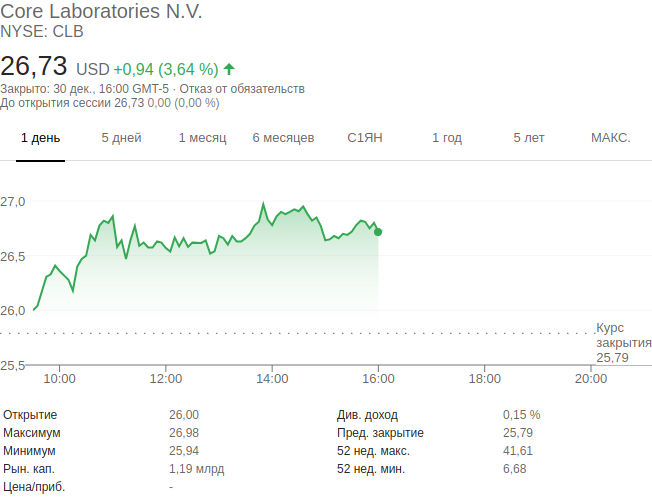 Core Laboratories N.V.
NYSE: CLB
26,73 USD +0,94 (3,64 %)
Закрыто: 30 дек., 16:00 GMT-5 · Отказ от обязательств
До открытия сессии 26,73 0,00 (0,00 %)
1 день 5 дней 1 месяц 6 месяцев С1ЯН 1 год 5 лет МАКС.
27,0
26,5
26,0
Курс
закрытия
25,79
25,5
10:00 12:00 14:00 16:00 18:00 20:00
Открытие 26,00 Див. доход 0,15 %
Максимум 26,98 Пред. закрытие 25,79
Минимум 25,94 52 нед. макс. 41,61
Рын. кап. 1,19 млрд 52 нед. мин. 6,68
Цена/приб. -